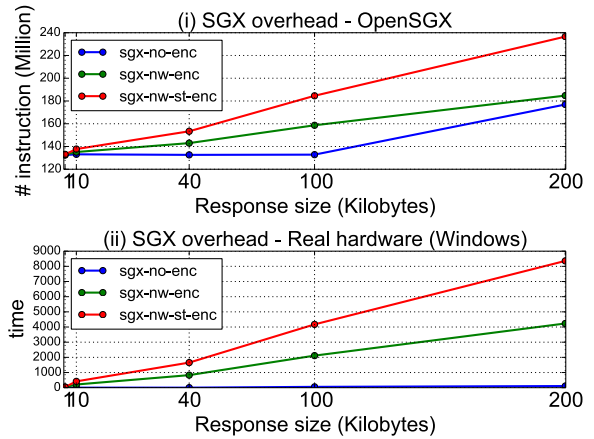 (i) SGX overhead - OpenSGX
# instruction (Million)
240
220
200
180
160
140
120
sgx-no-enc
sgx-nw-enc
sgx-nw-st-enc
1 10 40 100 200
Response size (Kilobytes)
(ii) SGX overhead - Real hardware (Windows)
time
9000
8000
7000
6000
5000
4000
3000
2000
1000
0
sgx-no-enc
sgx-nw-enc
sgx-nw-st-enc
1 10 40 100 200
Response size (Kilobytes)